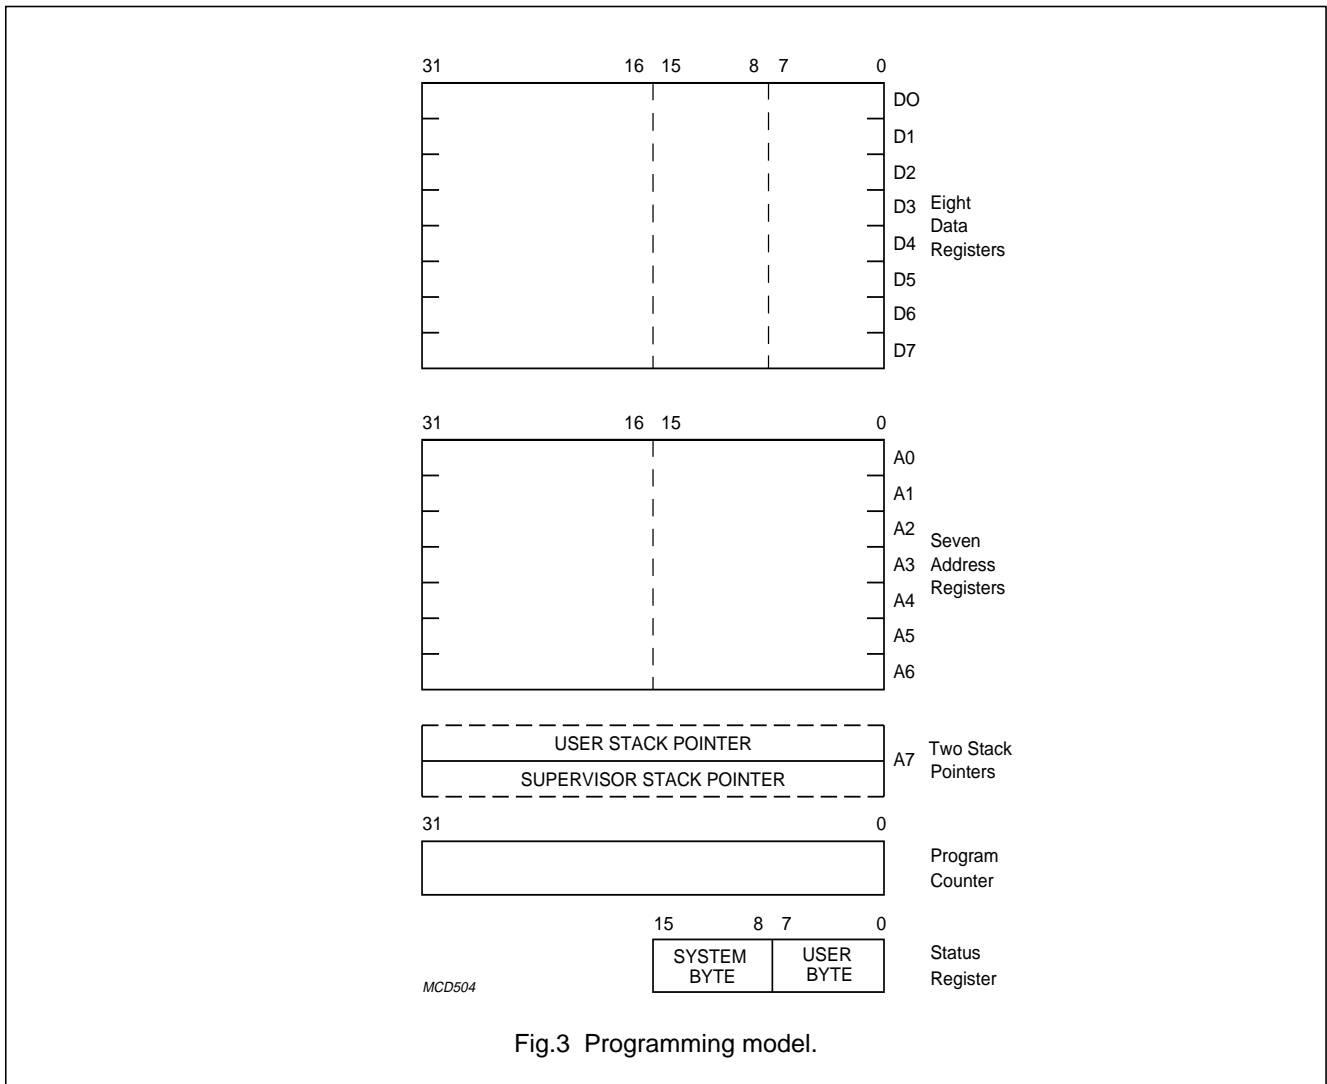 31 16 15 8 7 0
DO
D1
D2
D3 Eight
Data
D4 Registers
D5
D6
D7
31 16 15 0
A0
A1
A2
Seven
A3 Address
Registers
A4
A5
A6
USER STACK POINTER
SUPERVISOR STACK POINTER
A7 Two Stack
Pointers
31 0
Program
Counter
15 8 7 0
SYSTEM
BYTE
USER
BYTE
Status
Register
MCD504
Fig.3 Programming model.